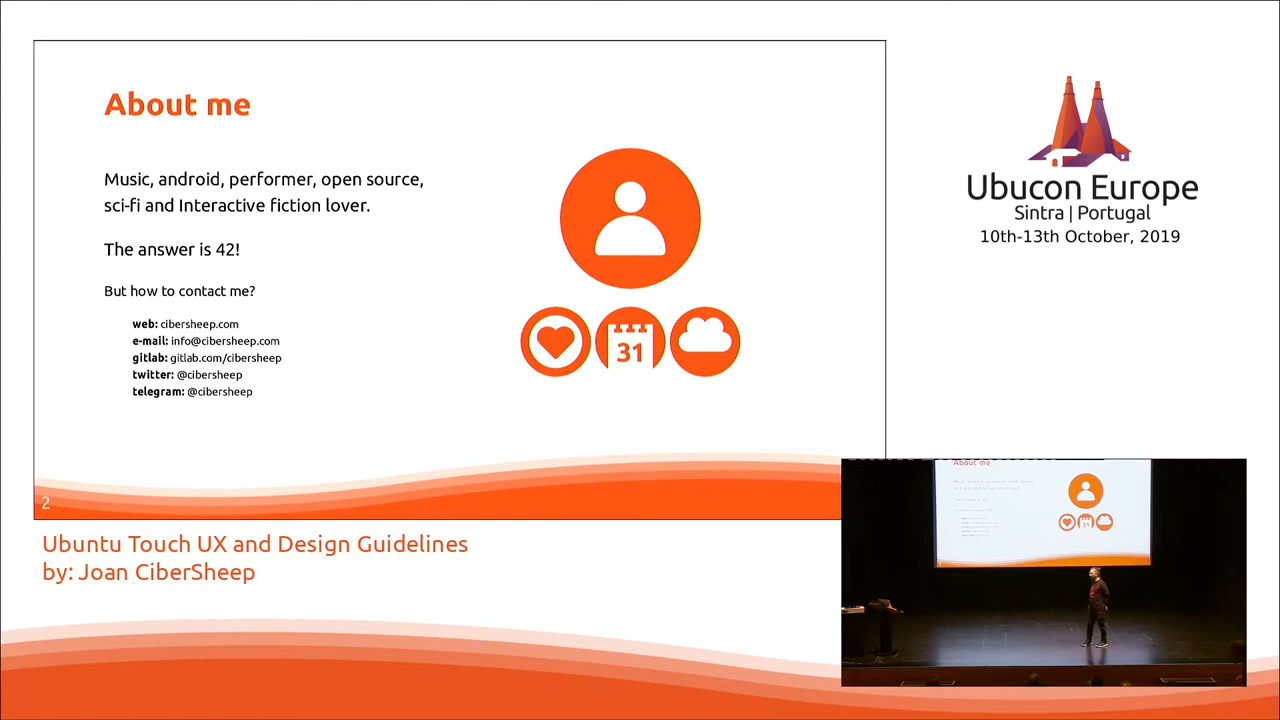 About me
Music, android, performer, open source,
sci-fi and Interactive fiction lover.
The answer is 42!
But how to contact me?
web: cibersheep.com
e-mail: info@cibersheep.com
gitlab: gitlab.com/cibersheep
twitter: @cibersheep
telegram: @cibersheep
31
2
Ubuntu Touch UX and Design Guidelines
by: Joan CiberSheep
Ubucon Europe
Sintra | Portugal
10th-13th October, 2019
About me
31